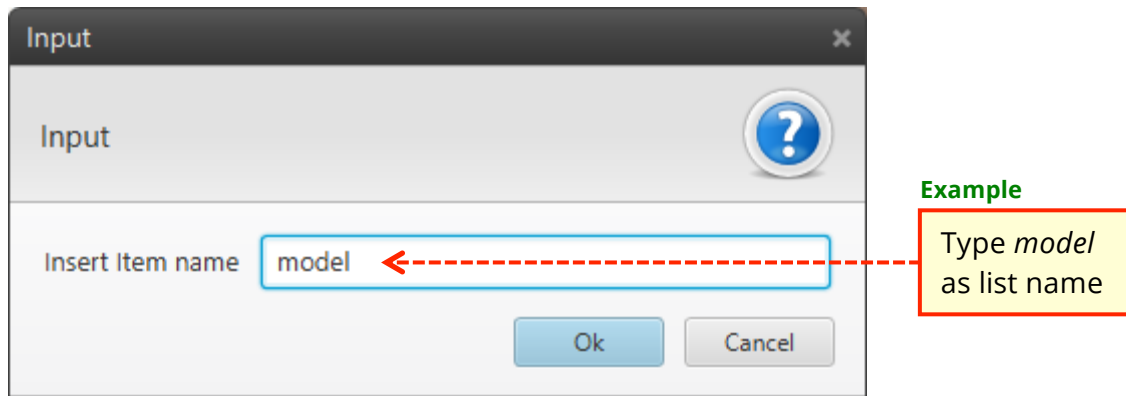 Input
Input
Example
Insert Item name model
Type model
as list name
Ok Cancel